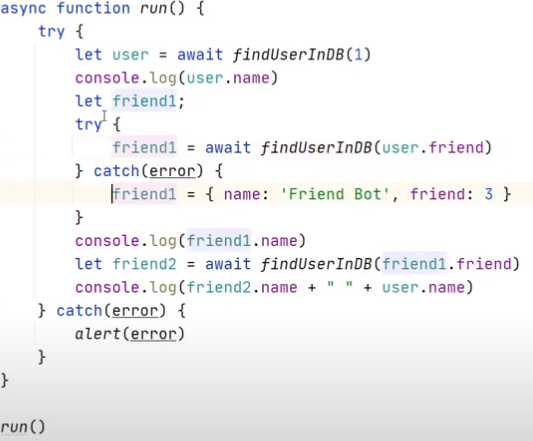 async function run() {
    try {
        let user = await findUserInDB(1)
        console.log(user.name)
        let friend1;
        try {
            friend1 = await findUserInDB(user.friend)
        } catch(error) {
            friend1 = { name: 'Friend Bot', friend: 3 }
        }
        console.log(friend1.name)
        let friend2 = await findUserInDB(friend1.friend)
        console.log(friend2.name + " " + user.name)
    } catch(error) {
        alert(error)
    }
}
run()